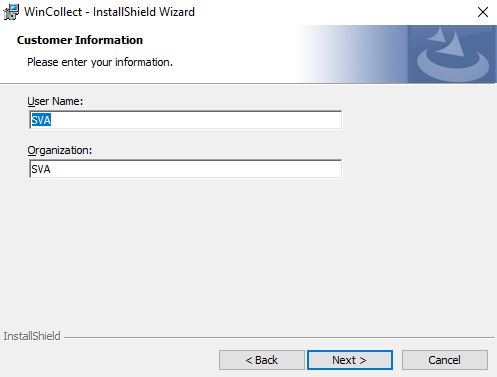 WinCollect - InstallShield Wizard
Customer Information
Please enter your information.
User Name:
SVA
Organization:
SVA
InstallShield
< Back
Next >
Cancel